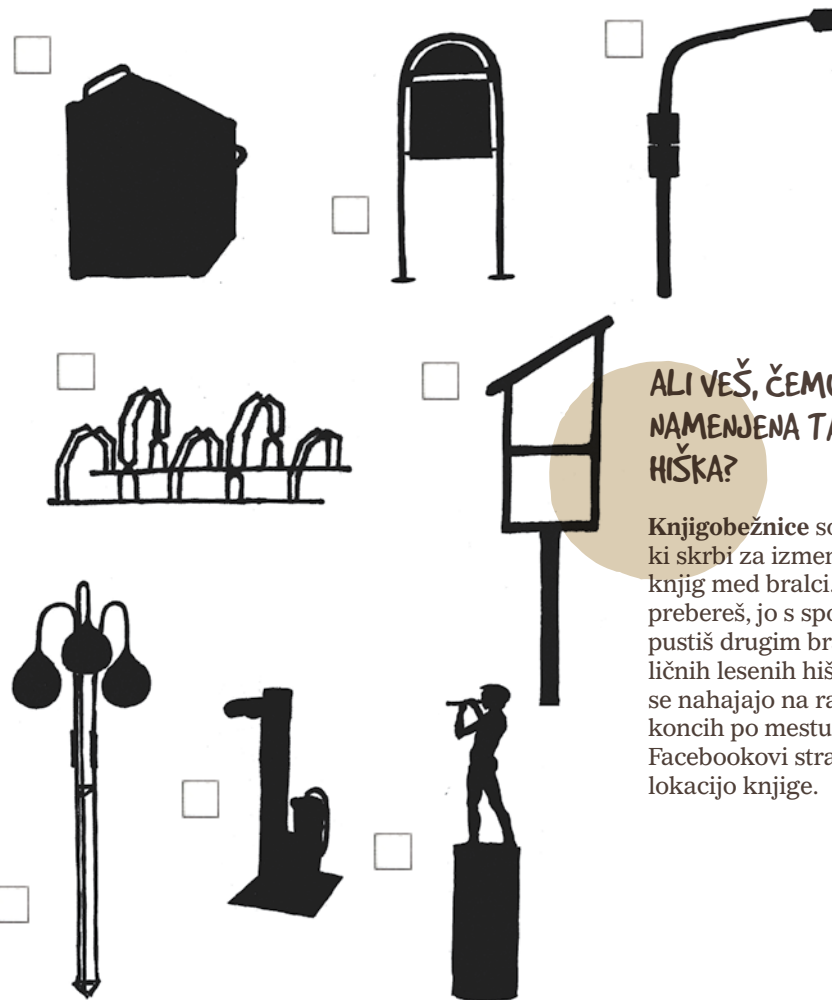 ALI VEŠ, ČEMU
NAMENJENA TA
HIŠKA?
Knjigobežnice so
ki skrbi za izmen
knjig med bralci.
prebereš, jo s spo
pustiš drugim br
ličnih lesenih hiš
se nahajajo na ra
koncih po mestu
Facebookovi stra
lokacijo knjige.